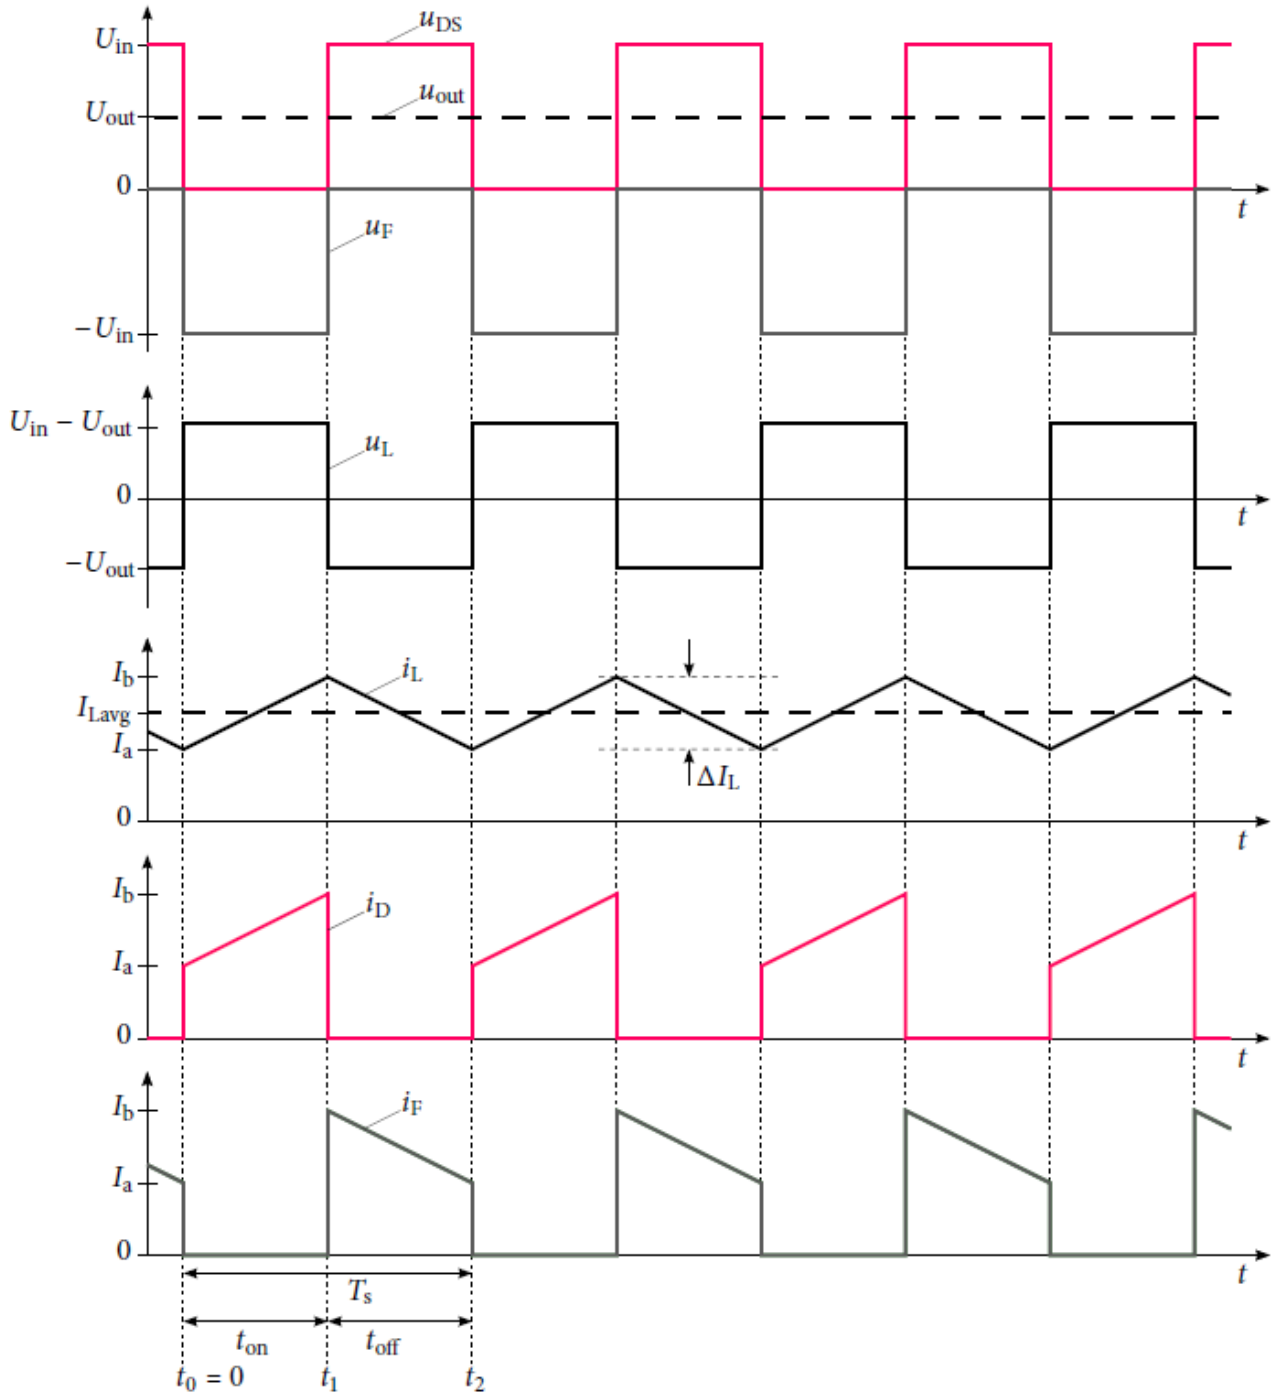 u_DS
U_in
u_out
U_out
0
t
u_F
−U_in
U_in − U_out
u_L
0
t
−U_out
I_b
i_L
I_Lavg
I_a
ΔI_L
0
t
I_b
i_D
I_a
0
t
I_b
i_F
I_a
0
t
T_s
t_on t_off
t_0 = 0 t_1 t_2